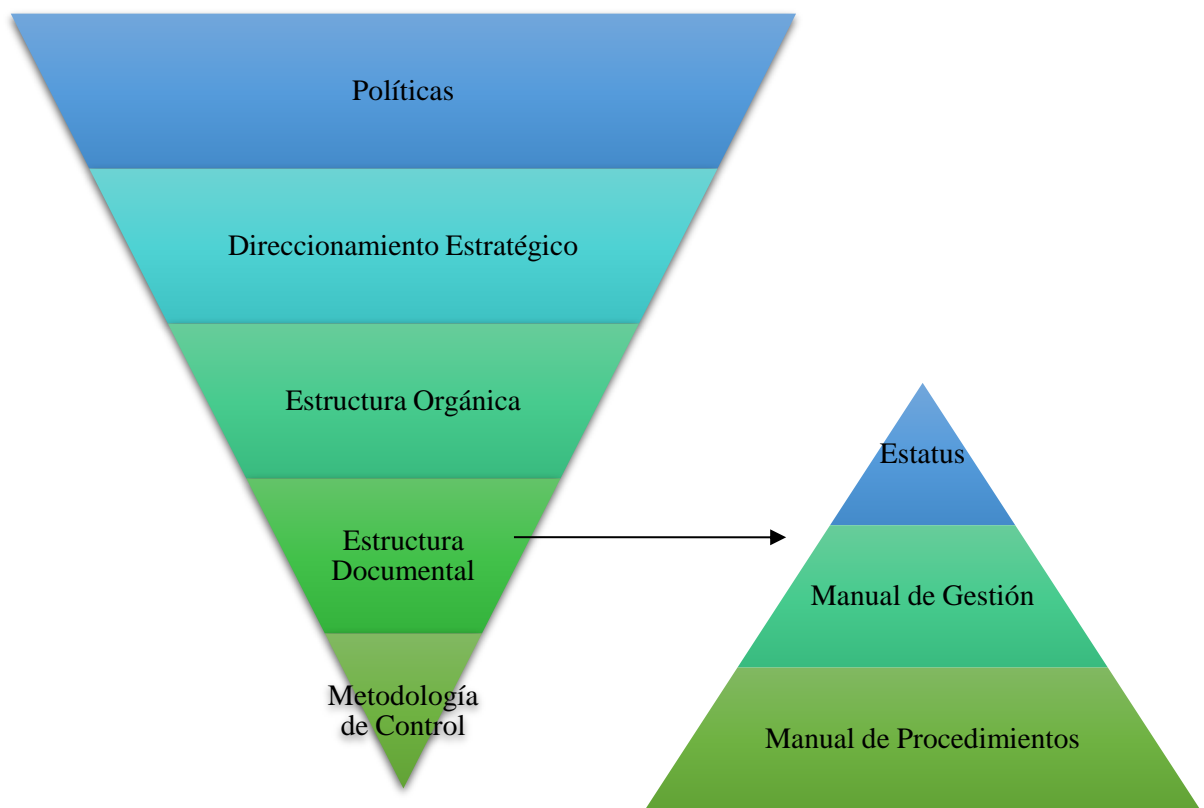 Políticas
Direccionamiento Estratégico
Estructura Orgánica
Estructura
Documental
Metodología
de Control
Estatus
Manual de Gestión
Manual de Procedimientos